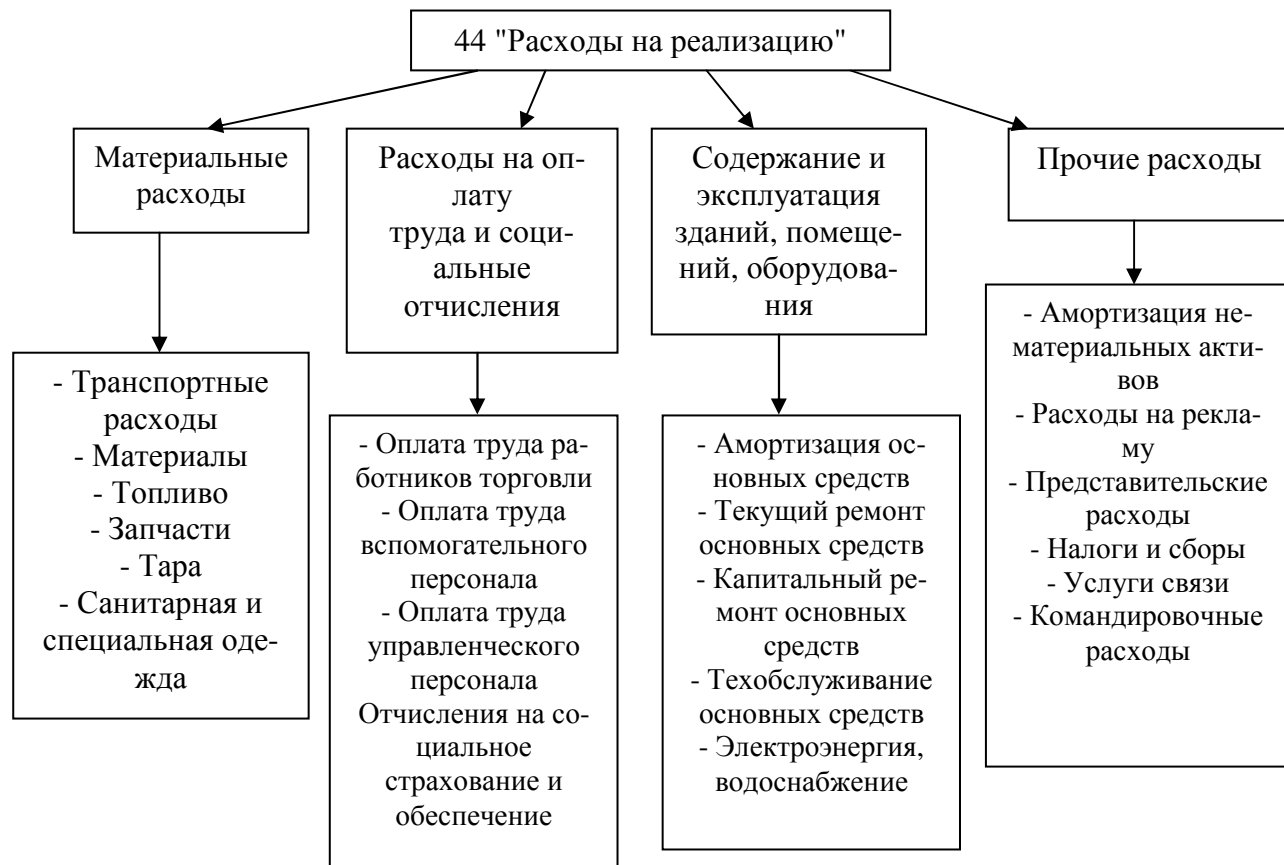 44 "Расходы на реализацию"
Материальные
расходы
Расходы на оп-
лату
труда и соци-
альные
отчисления
Содержание и
эксплуатация
зданий, помеще-
ний, оборудова-
ния
Прочие расходы
- Транспортные
расходы
- Материалы
- Топливо
- Запчасти
- Тара
- Санитарная и
специальная оде-
жда
- Оплата труда ра-
ботников торговли
- Оплата труда
вспомогательного
персонала
- Оплата труда
управленческого
персонала
Отчисления на со-
циальное
страхование и
обеспечение
- Амортизация ос-
новных средств
- Текущий ремонт
основных средств
- Капитальный ре-
монт основных
средств
- Техобслуживание
основных средств
- Электроэнергия,
водоснабжение
- Амортизация не-
материальных акти-
вов
- Расходы на рекла-
му
- Представительские
расходы
- Налоги и сборы
- Услуги связи
- Командировочные
расходы